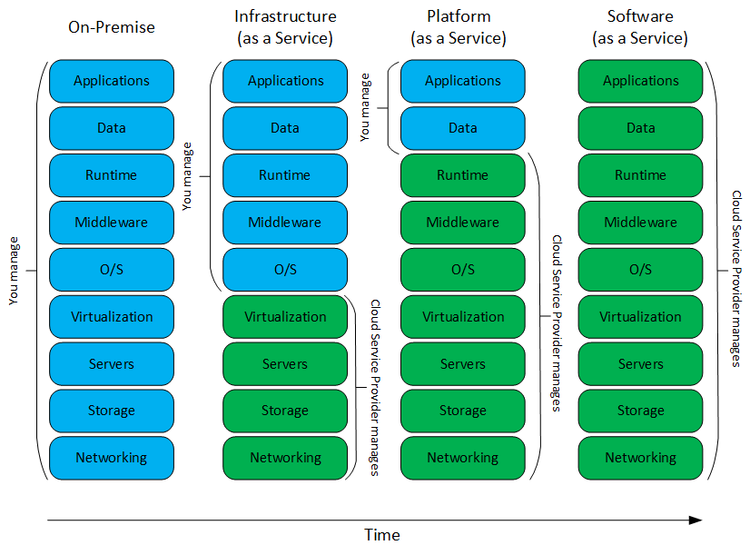 On-Premise
Applications
Data
Runtime
Middleware
O/S
Virtualization
Servers
Storage
Networking
You manage
Infrastructure
(as a Service)
Applications
Data
Runtime
Middleware
O/S
Virtualization
Servers
Storage
Networking
You manage
Cloud Service Provider manages
Platform
(as a Service)
Applications
Data
Runtime
Middleware
O/S
Virtualization
Servers
Storage
Networking
You manage
Cloud Service Provider manages
Software
(as a Service)
Applications
Data
Runtime
Middleware
O/S
Virtualization
Servers
Storage
Networking
Cloud Service Provider manages
Time